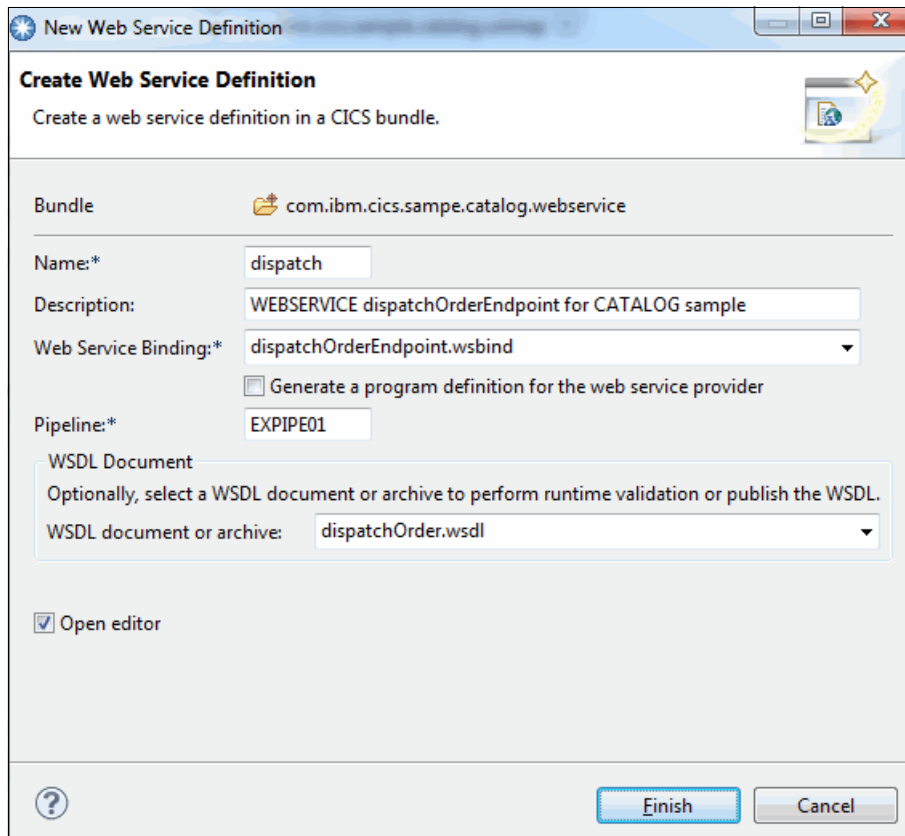 New Web Service Definition
Create Web Service Definition
Create a web service definition in a CICS bundle.
Bundle com.ibm.cics.sampe.catalog.webservice
Name:* dispatch
Description: WEBSERVICE dispatchOrderEndpoint for CATALOG sample
Web Service Binding:* dispatchOrderEndpoint.wsbind
Generate a program definition for the web service provider
Pipeline:* EXPIPE01
WSDL Document
Optionally, select a WSDL document or archive to perform runtime validation or publish the WSDL.
WSDL document or archive: dispatchOrder.wsdl
Open editor
? Finish Cancel